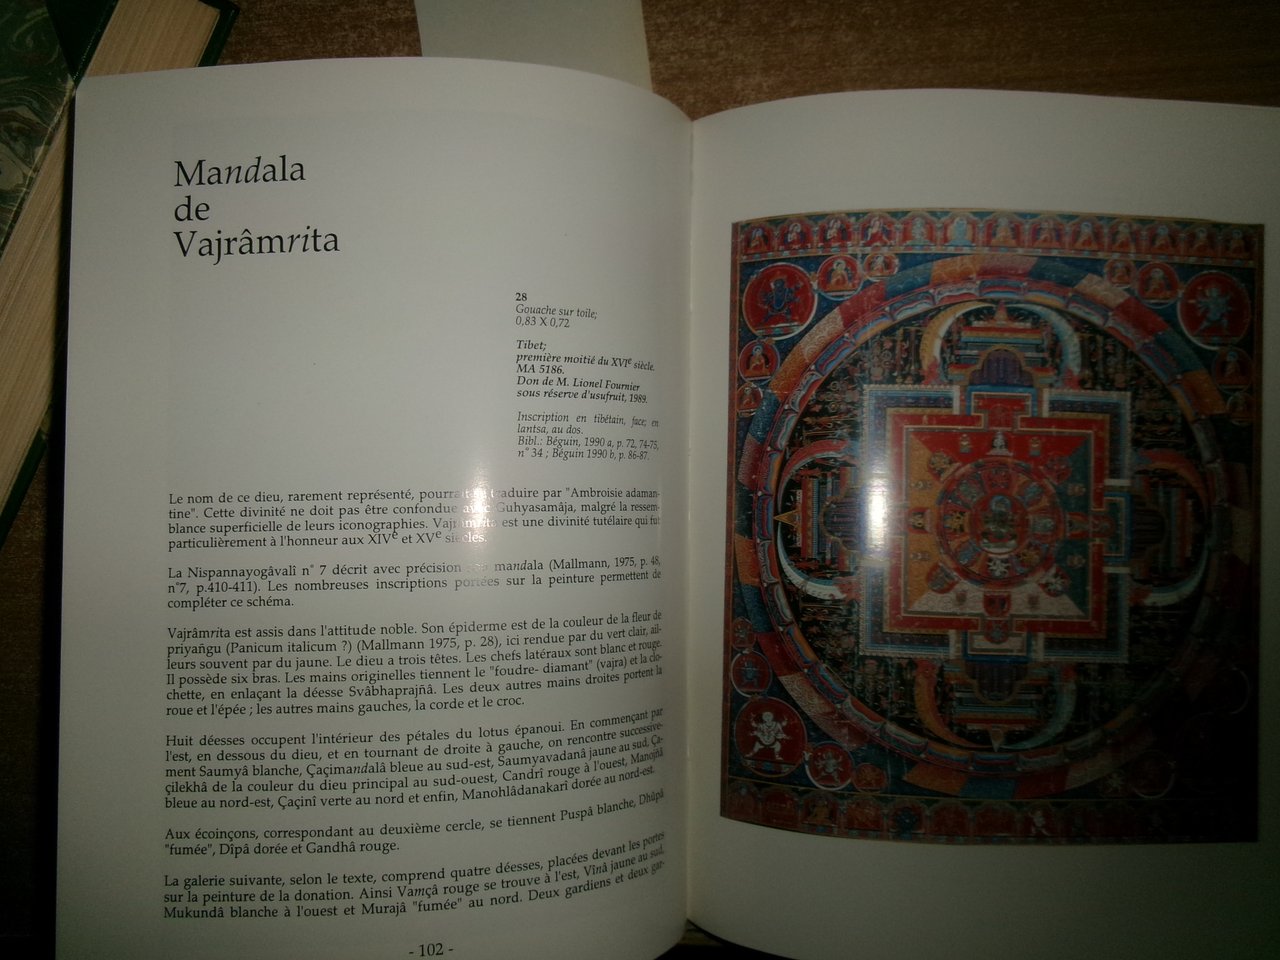 Mandala
de
Vajrâmrita
28
Gouache sur toile;
0,83 X 0,72
Tibet;
première moitié du XVIe siècle.
MA 5186.
Don de M. Lionel Fournier
sous réserve d'usufruit, 1989.
Inscription en tibétain, face; en
lantsa, au dos.
Bibl.: Béguin, 1990 a, p. 72, 74-75,
n° 34 ; Béguin 1990 b, p. 86-87.
Le nom de ce dieu, rarement représenté, pourrait traduire par "Ambroisie adaman-
tine". Cette divinité ne doit pas être confondue avec Guhyasamâja, malgré la ressem-
blance superficielle de leurs iconographies. Vajrâmrita est une divinité tutélaire qui fut
particulièrement à l'honneur aux XIVe et XVe siècles.
La Nispannayogâvali n° 7 décrit avec précision mandala (Mallmann, 1975, p. 48,
n°7, p.410-411). Les nombreuses inscriptions portées sur la peinture permettent de
compléter ce schéma.
Vajrâmrita est assis dans l'attitude noble. Son épiderme est de la couleur de la fleur de
priyañgu (Panicum italicum ?) (Mallmann 1975, p. 28), ici rendue par du vert clair, ail-
leurs souvent par du jaune. Le dieu a trois têtes. Les chefs latéraux sont blanc et rouge.
Il possède six bras. Les mains originelles tiennent le "foudre- diamant" (vajra) et la clo-
chette, en enlaçant la déesse Svâbhaprajñâ. Les deux autres mains droites portent la
roue et l'épée ; les autres mains gauches, la corde et le croc.
Huit déesses occupent l'intérieur des pétales du lotus épanoui. En commençant par
l'est, en dessous du dieu, et en tournant de droite à gauche, on rencontre successive-
ment Saumyâ blanche, Çaçimandalâ bleue au sud-est, Saumyavadanâ jaune au sud, Ça-
çilekhâ de la couleur du dieu principal au sud-ouest, Candrî rouge à l'ouest, Manojñâ
bleue au nord-est, Çaçinî verte au nord et enfin, Manohlâdanakarî dorée au nord-est.
Aux écoinçons, correspondant au deuxième cercle, se tiennent Puspâ blanche, Dhûpâ
"fumée", Dîpâ dorée et Gandhâ rouge.
La galerie suivante, selon le texte, comprend quatre déesses, placées devant les portes
sur la peinture de la donation. Ainsi Vamçâ rouge se trouve à l'est, Vînâ jaune au sud,
Mukundâ blanche à l'ouest et Murajâ "fumée" au nord. Deux gardiens et deux gar-
- 102 -